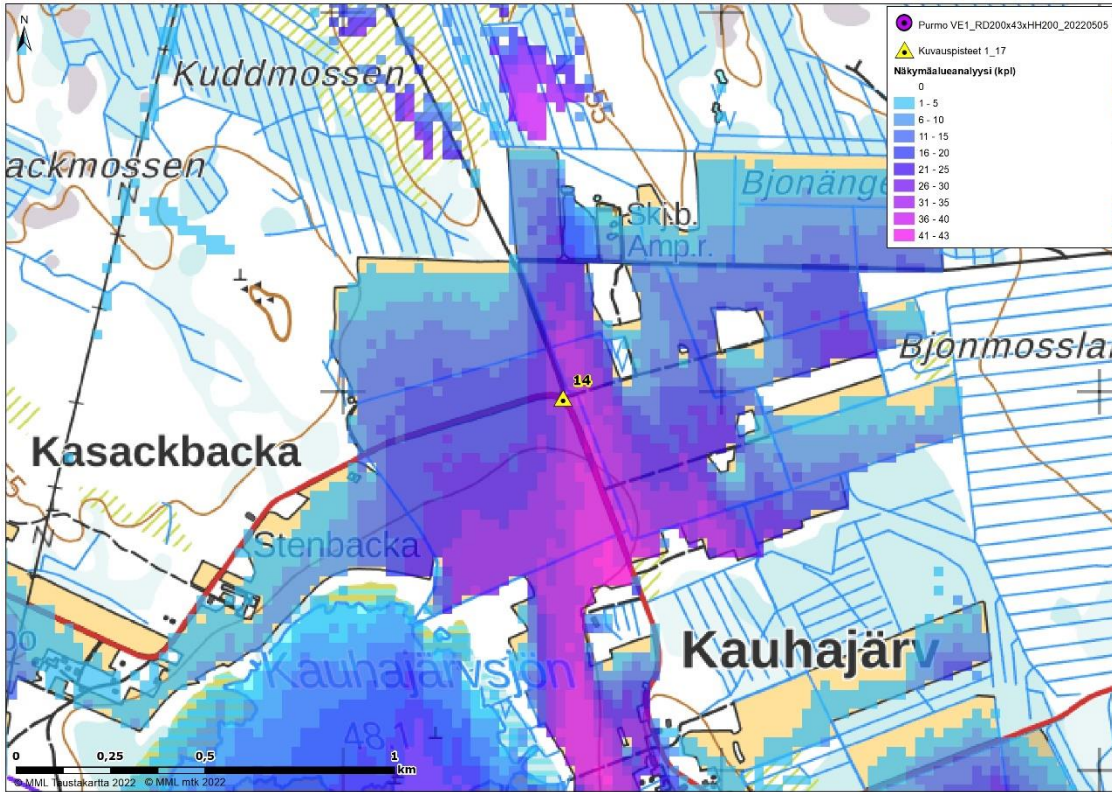 N
Kuddmossen
ackmossen
Bjonänge
Skj.b.
Amp.r.
14
Bjonmossla
Kasackbacka
Stenbacka
Kauhajärv
Kauhajärvsjön
48.1
0 0,25 0,5 1
km
© MML Taustakartta 2022 © MML mtk 2022
Purmo VE1_RD200x43xHH200_20220505
Kuvauspisteet 1_17
Näkymäalueanalyysi (kpl)
0
1 - 5
6 - 10
11 - 15
16 - 20
21 - 25
26 - 30
31 - 35
36 - 40
41 - 43